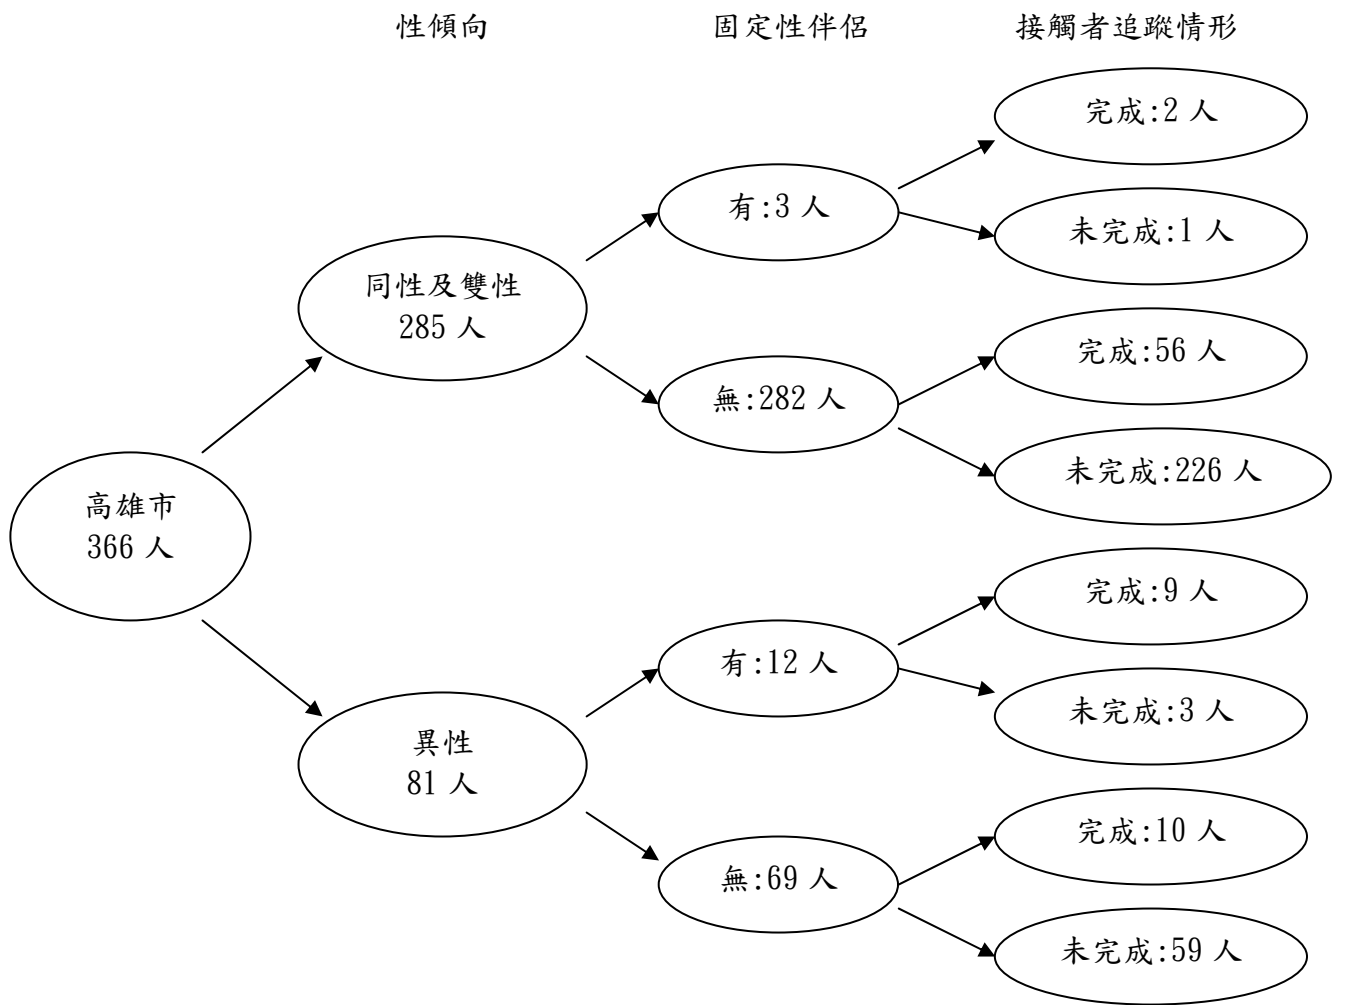 性傾向
固定性伴侶
接觸者追蹤情形
完成:2 人
有:3 人
未完成:1 人
同性及雙性
285 人
完成:56 人
無:282 人
未完成:226 人
高雄市
366 人
完成:9 人
有:12 人
未完成:3 人
異性
81 人
完成:10 人
無:69 人
未完成:59 人